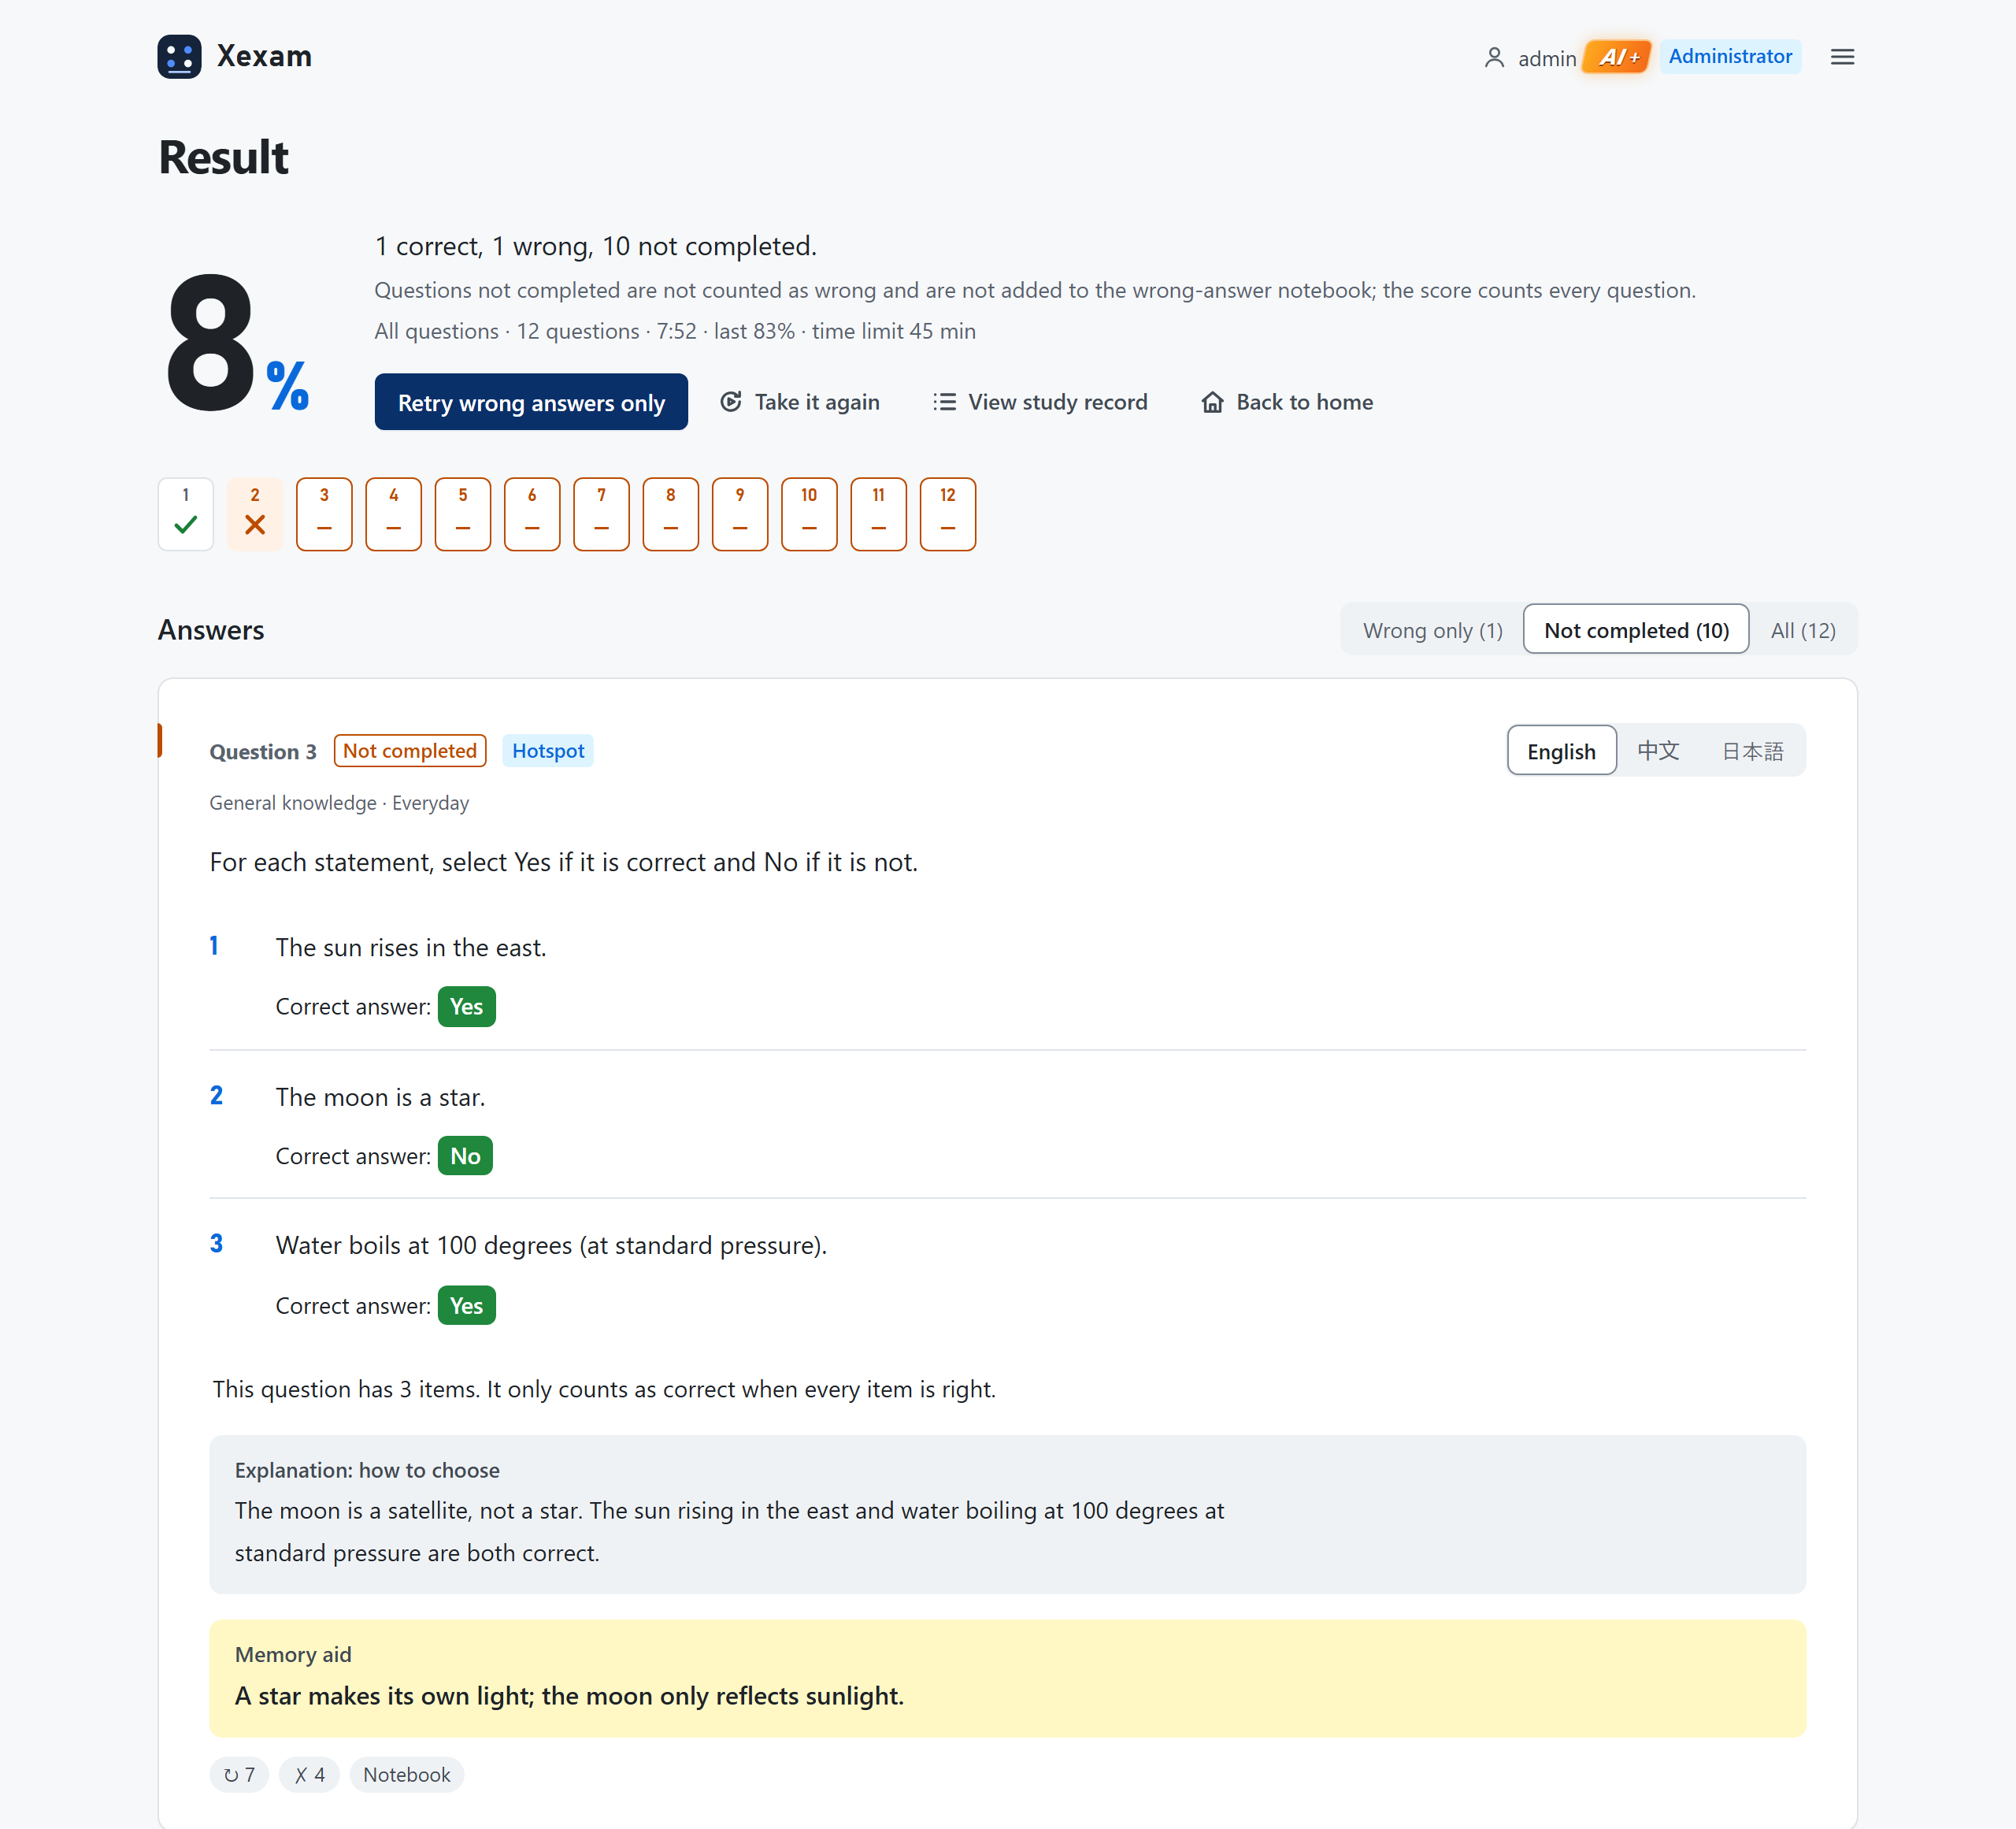 Xexam
admin AI+ Administrator
Result
8%
1 correct, 1 wrong, 10 not completed.
Questions not completed are not counted as wrong and are not added to the wrong-answer notebook; the score counts every question.
All questions · 12 questions · 7:52 · last 83% · time limit 45 min
Retry wrong answers only
Take it again
View study record
Back to home
1 2 3 4 5 6 7 8 9 10 11 12
Answers
Wrong only (1) Not completed (10) All (12)
Question 3 Not completed Hotspot
English 中文 日本語
General knowledge · Everyday
For each statement, select Yes if it is correct and No if it is not.
1 The sun rises in the east.
Correct answer: Yes
2 The moon is a star.
Correct answer: No
3 Water boils at 100 degrees (at standard pressure).
Correct answer: Yes
This question has 3 items. It only counts as correct when every item is right.
Explanation: how to choose
The moon is a satellite, not a star. The sun rising in the east and water boiling at 100 degrees at
standard pressure are both correct.
Memory aid
A star makes its own light; the moon only reflects sunlight.
↻ 7 ✗ 4 Notebook